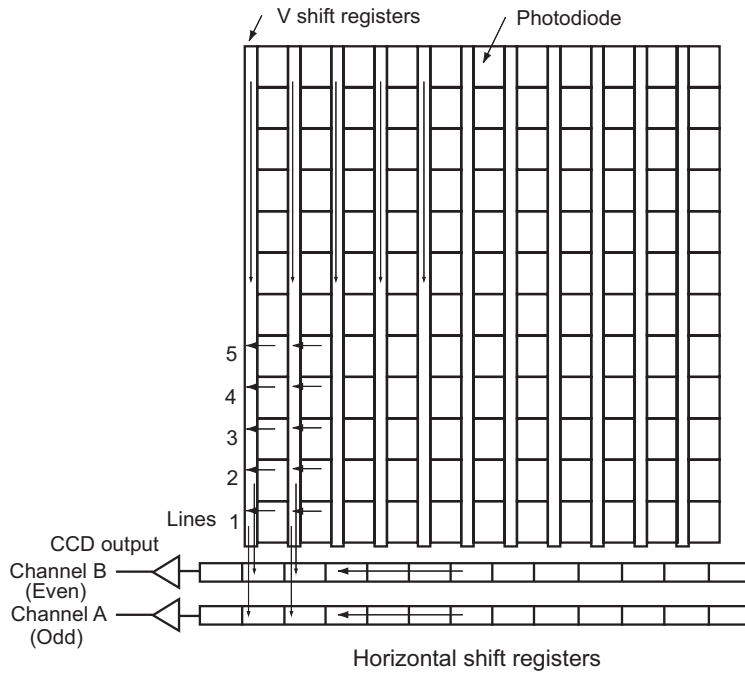 V shift registers
Photodiode
5
4
3
2
Lines 1
CCD output
Channel B
(Even)
Channel A
(Odd)
Horizontal shift registers